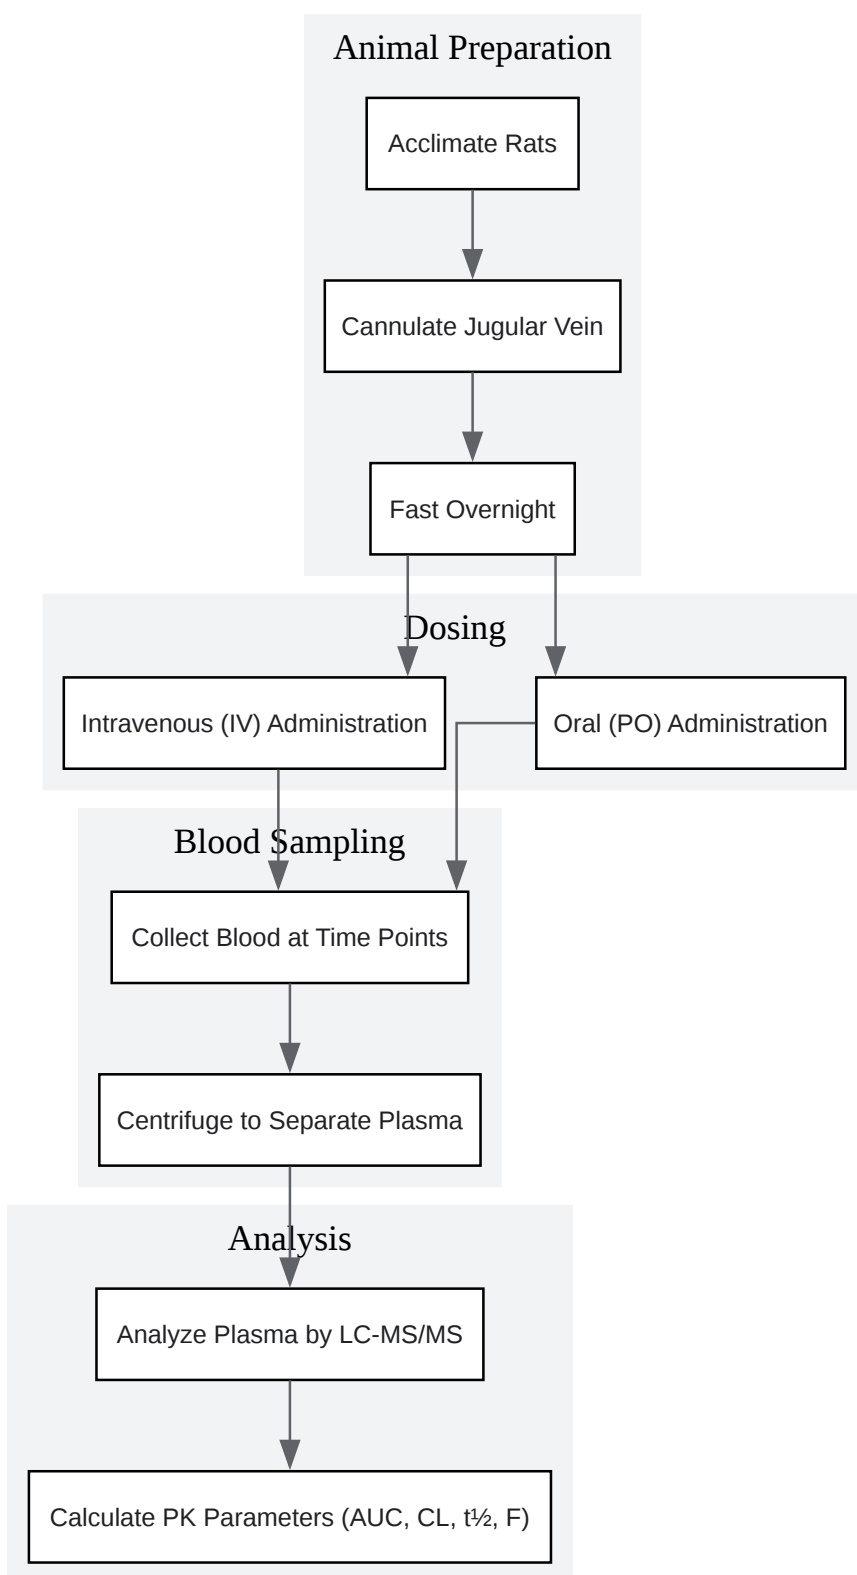 Animal Preparation
Acclimate Rats
Cannulate Jugular Vein
Fast Overnight
Dosing
Intravenous (IV) Administration
Oral (PO) Administration
Blood Sampling
Collect Blood at Time Points
Centrifuge to Separate Plasma
Analysis
Analyze Plasma by LC-MS/MS
Calculate PK Parameters (AUC, CL, t½, F)